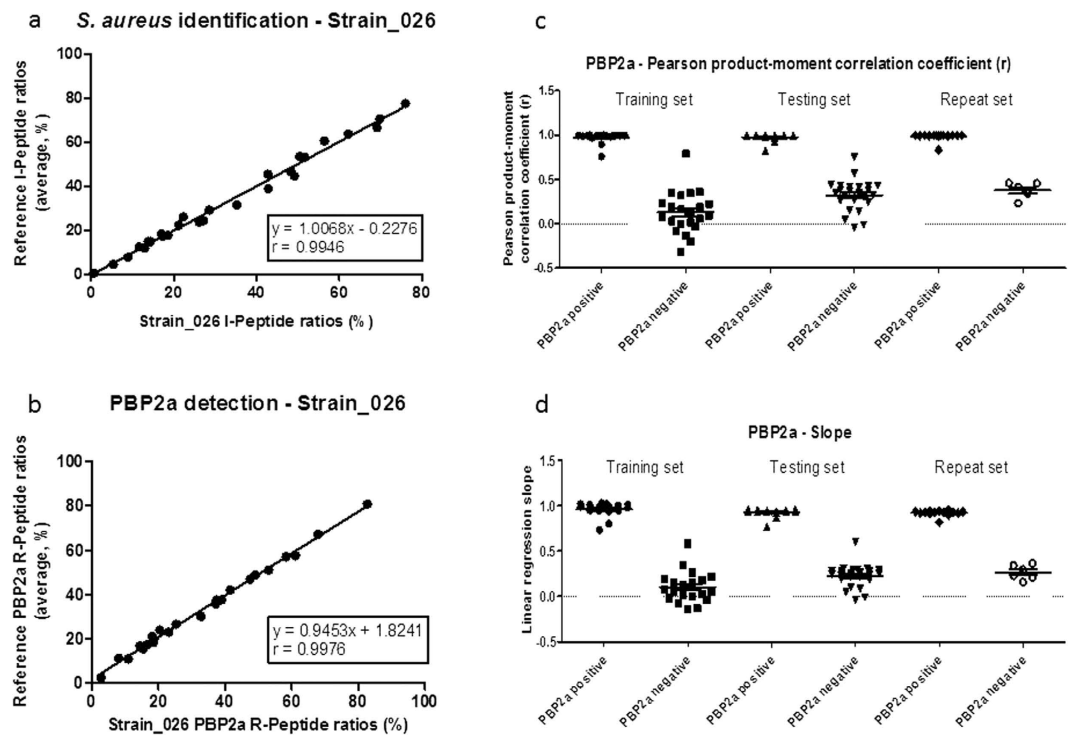 a
S. aureus identification - Strain_026
Reference I-Peptide ratios
(average, %)
100
80
60
40
20
0
0 20 40 60 80
y = 1.0068x - 0.2276
r = 0.9946
Strain_026 I-Peptide ratios (%)
b
PBP2a detection - Strain_026
Reference PBP2a R-Peptide ratios
(average, %)
100
80
60
40
20
0
0 20 40 60 80 100
y = 0.9453x + 1.8241
r = 0.9976
Strain_026 PBP2a R-Peptide ratios (%)
c
PBP2a - Pearson product-moment correlation coefficient (r)
Pearson product-moment
correlation coefficient (r)
1.5
1.0
0.5
0.0
-0.5
Training set Testing set Repeat set
PBP2a positive
PBP2a negative
PBP2a positive
PBP2a negative
PBP2a positive
PBP2a negative
d
PBP2a - Slope
Linear regression slope
1.5
1.0
0.5
0.0
-0.5
Training set Testing set Repeat set
PBP2a positive
PBP2a negative
PBP2a positive
PBP2a negative
PBP2a positive
PBP2a negative